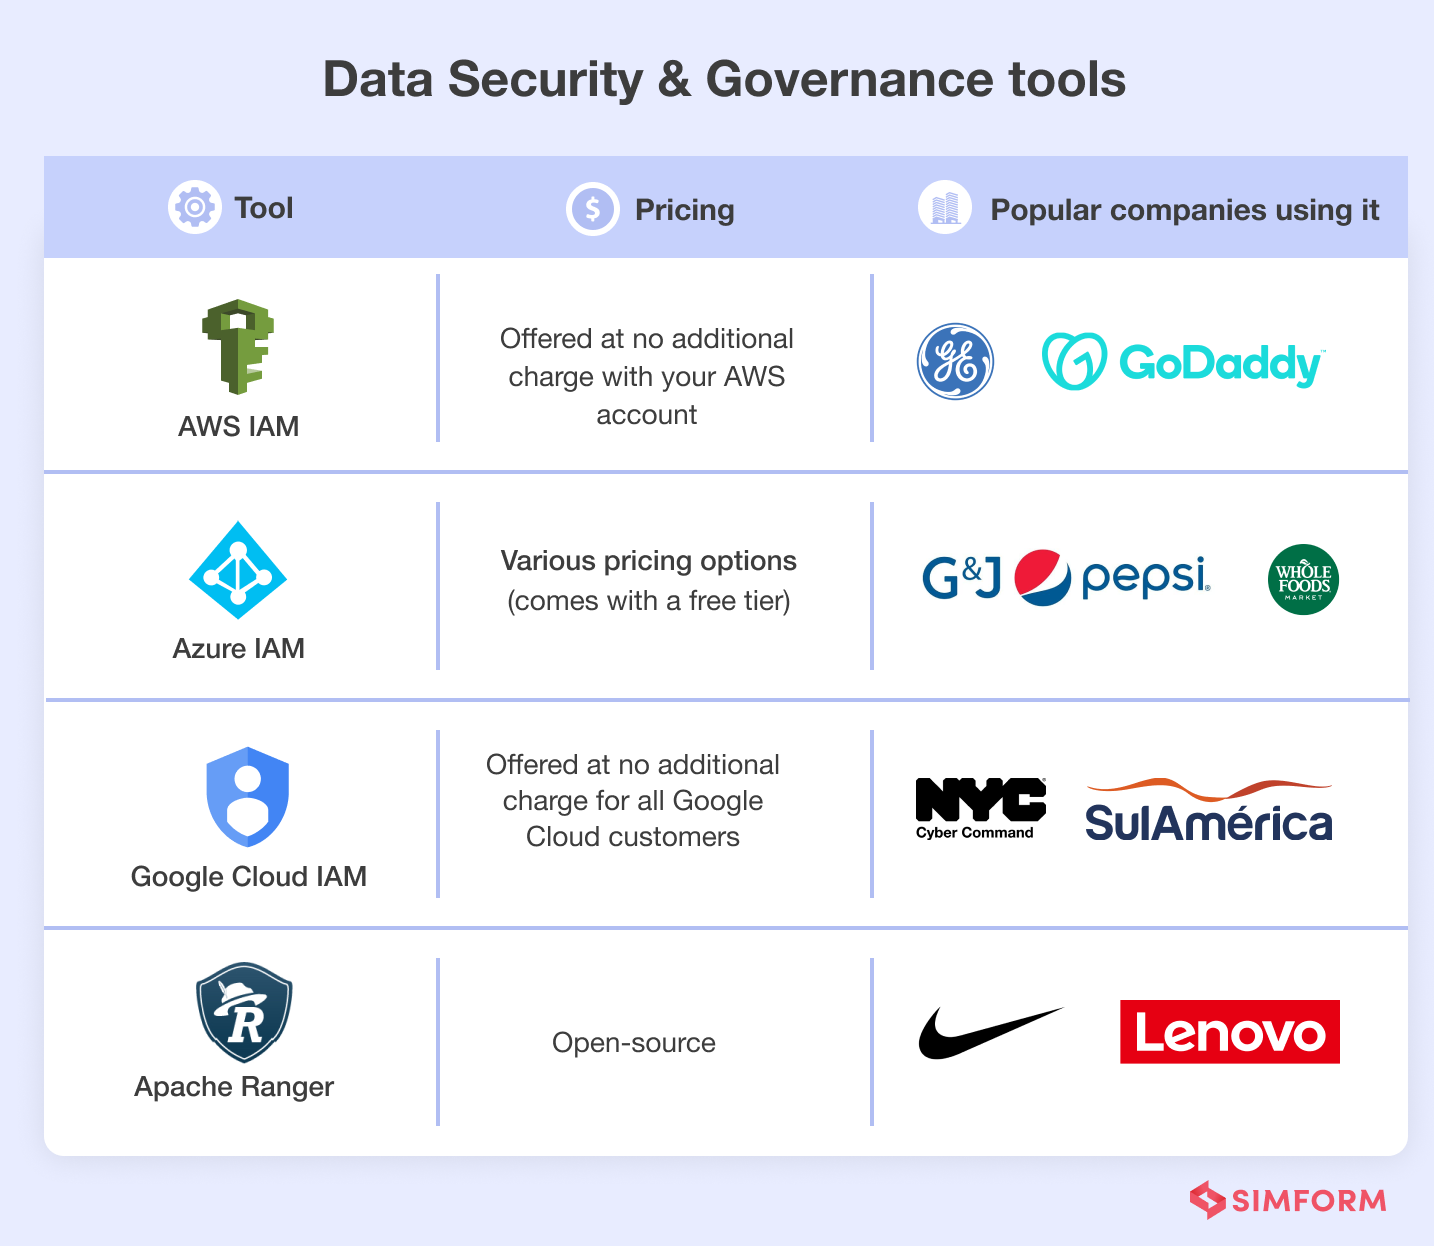 Data Security & Governance tools
Tool
$ Pricing
Popular companies using it
AWS IAM
Offered at no additional
charge with your AWS
account
GE
GoDaddy™
Azure IAM
Various pricing options
(comes with a free tier)
G&J pepsi®
WHOLE
FOODS
MARKET
Google Cloud IAM
Offered at no additional
charge for all Google
Cloud customers
NYC®
Cyber Command
SulAmérica
R
Apache Ranger
Open-source
Lenovo
SIMFORM